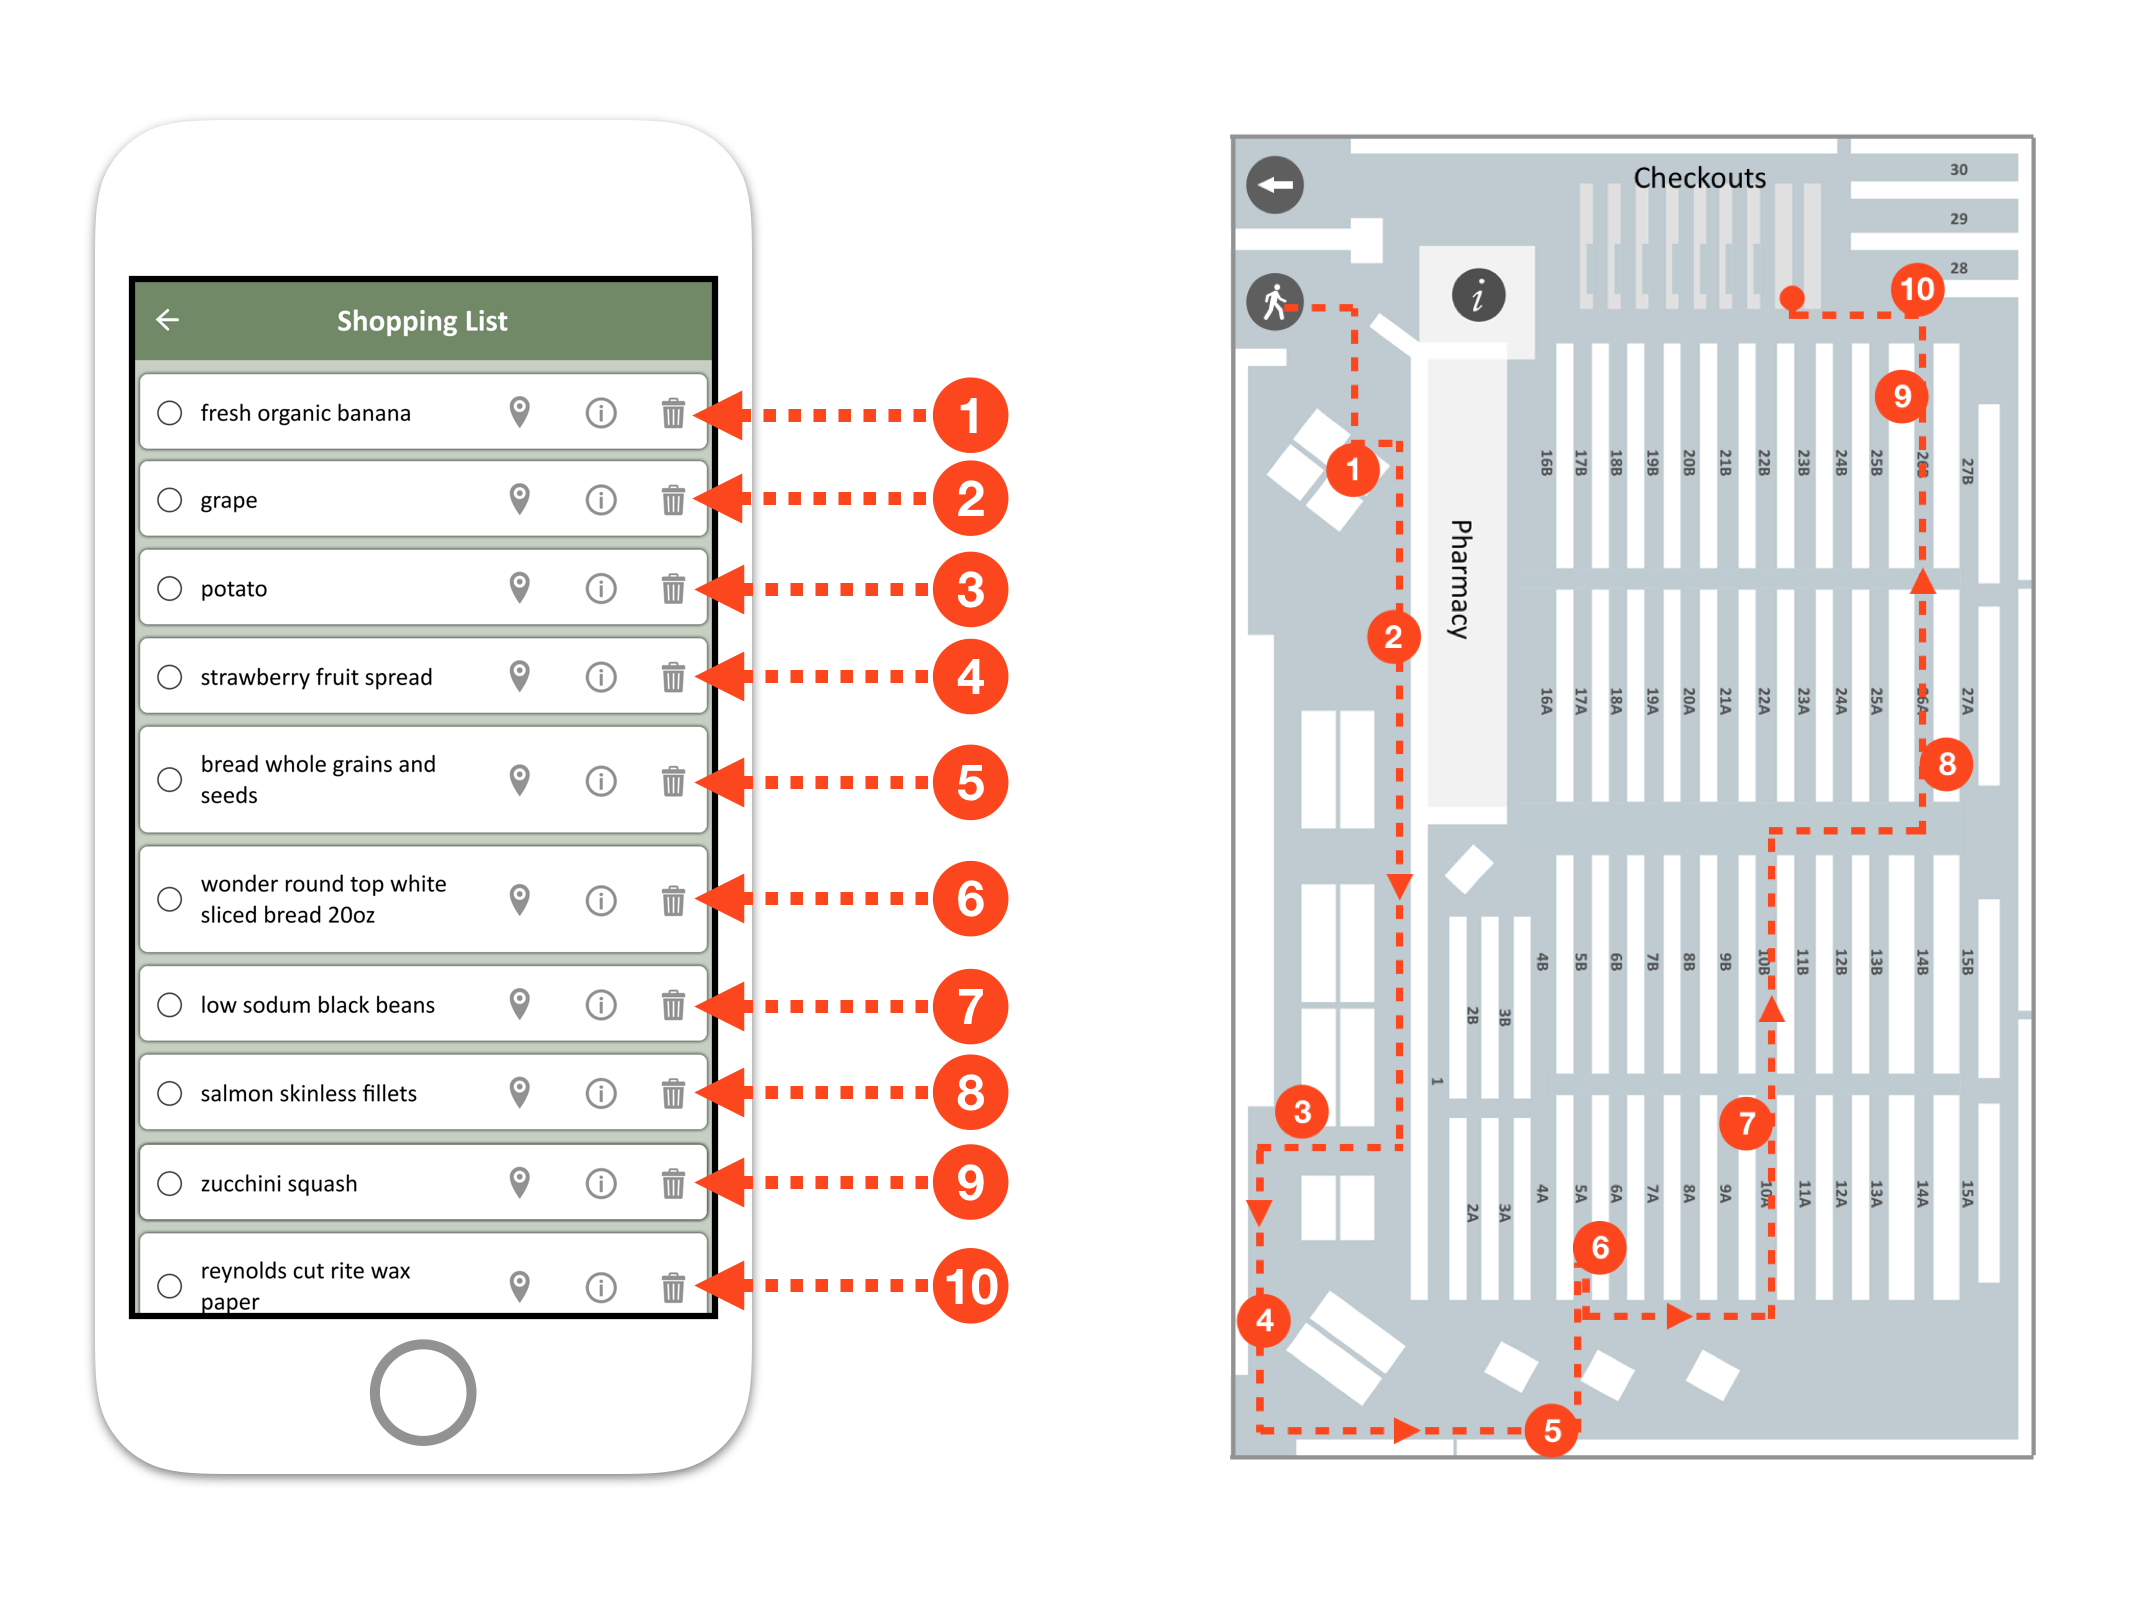 Shopping List
fresh organic banana
1
grape
2
potato
3
strawberry fruit spread
4
bread whole grains and
seeds
5
wonder round top white
sliced bread 20oz
6
low sodum black beans
7
salmon skinless fillets
8
zucchini squash
9
reynolds cut rite wax
paper
10
Checkouts
30
29
28
10
i
9
1
16B
17B
18B
19B
20B
21B
22B
23B
24B
25B
26B
27B
Pharmacy
2
16A
17A
18A
19A
20A
21A
22A
23A
24A
25A
26A
27A
8
4B
5B
6B
7B
8B
9B
10B
11B
12B
13B
14B
15B
2B
3B
1
3
7
2A
3A
4A
5A
6A
7A
8A
9A
10A
11A
12A
13A
14A
15A
6
4
5